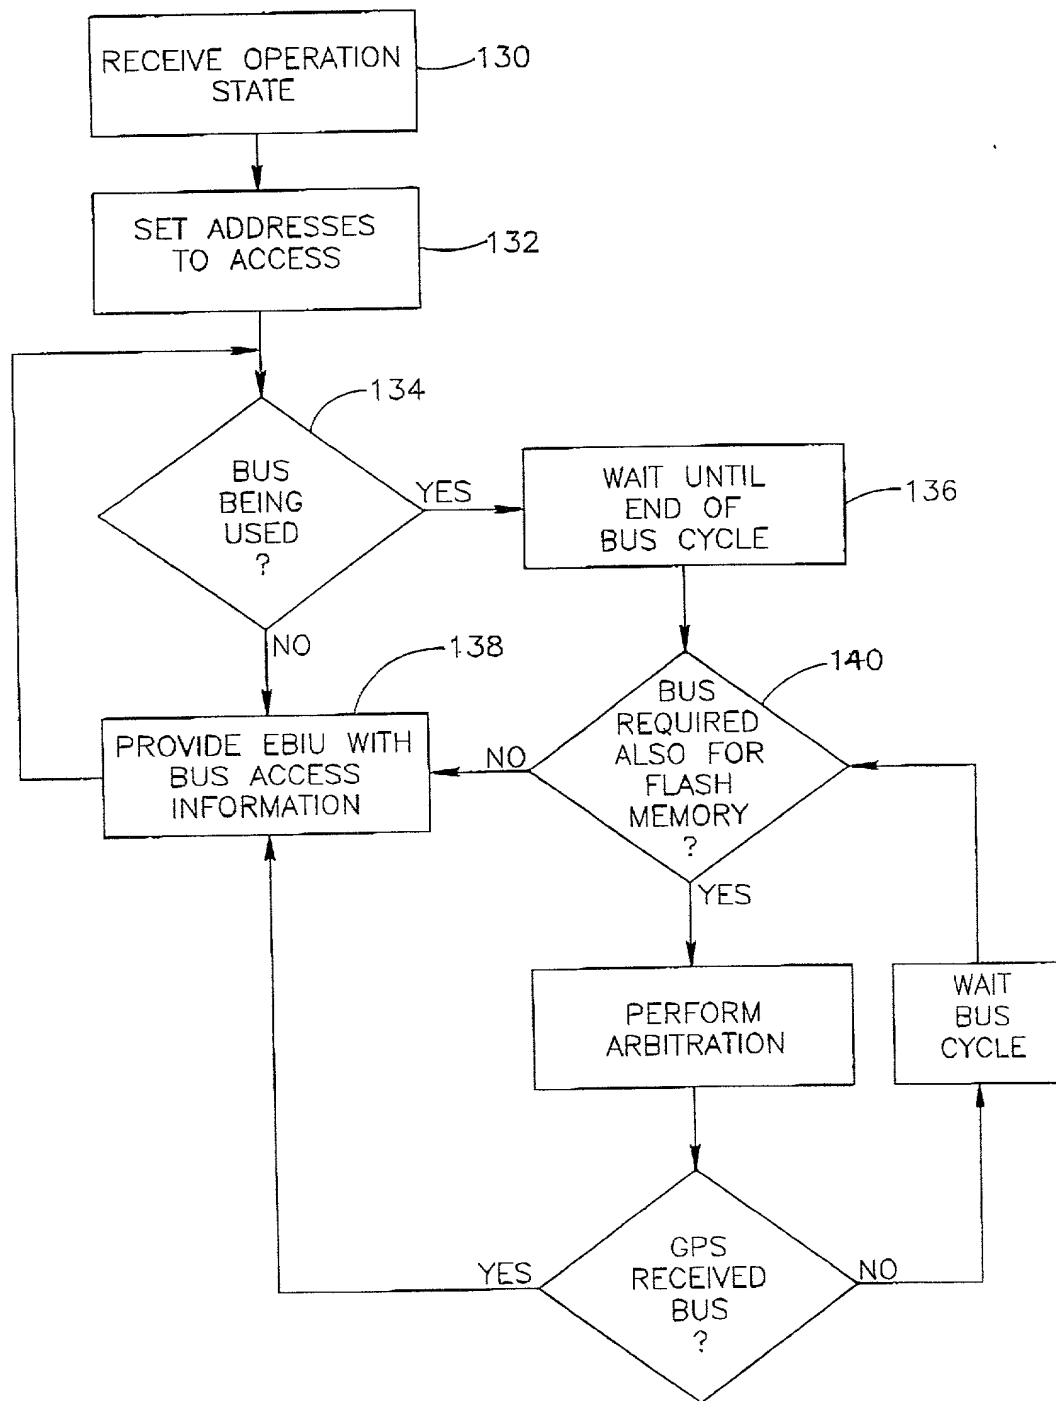 RECEIVE OPERATION
STATE
130
SET ADDRESSES
TO ACCESS
132
134
BUS
BEING
USED
?
YES
NO
WAIT UNTIL
END OF
BUS CYCLE
136
138
PROVIDE EBIU WITH
BUS ACCESS
INFORMATION
140
BUS
REQUIRED
ALSO FOR
FLASH
MEMORY
?
NO
YES
PERFORM
ARBITRATION
WAIT
BUS
CYCLE
GPS
RECEIVED
BUS
?
YES
NO